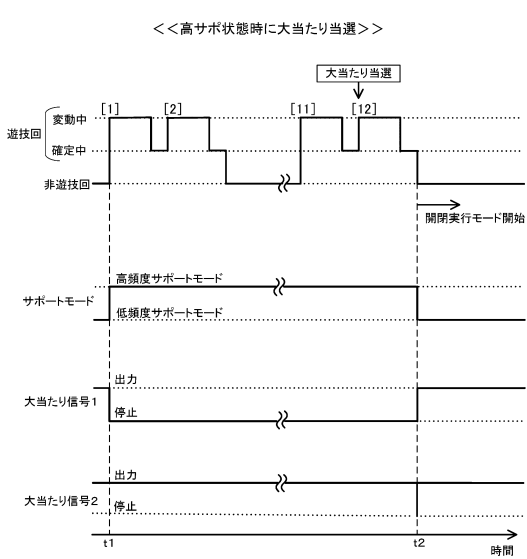 ＜＜高サポ状態時に大当たり当選＞＞
大当たり当選
[1] [2] [11] [12]
遊技回
変動中
確定中
非遊技回
開閉実行モード開始
サポートモード
高頻度サポートモード
低頻度サポートモード
大当たり信号1
出力
停止
大当たり信号2
出力
停止
t1 t2
時間